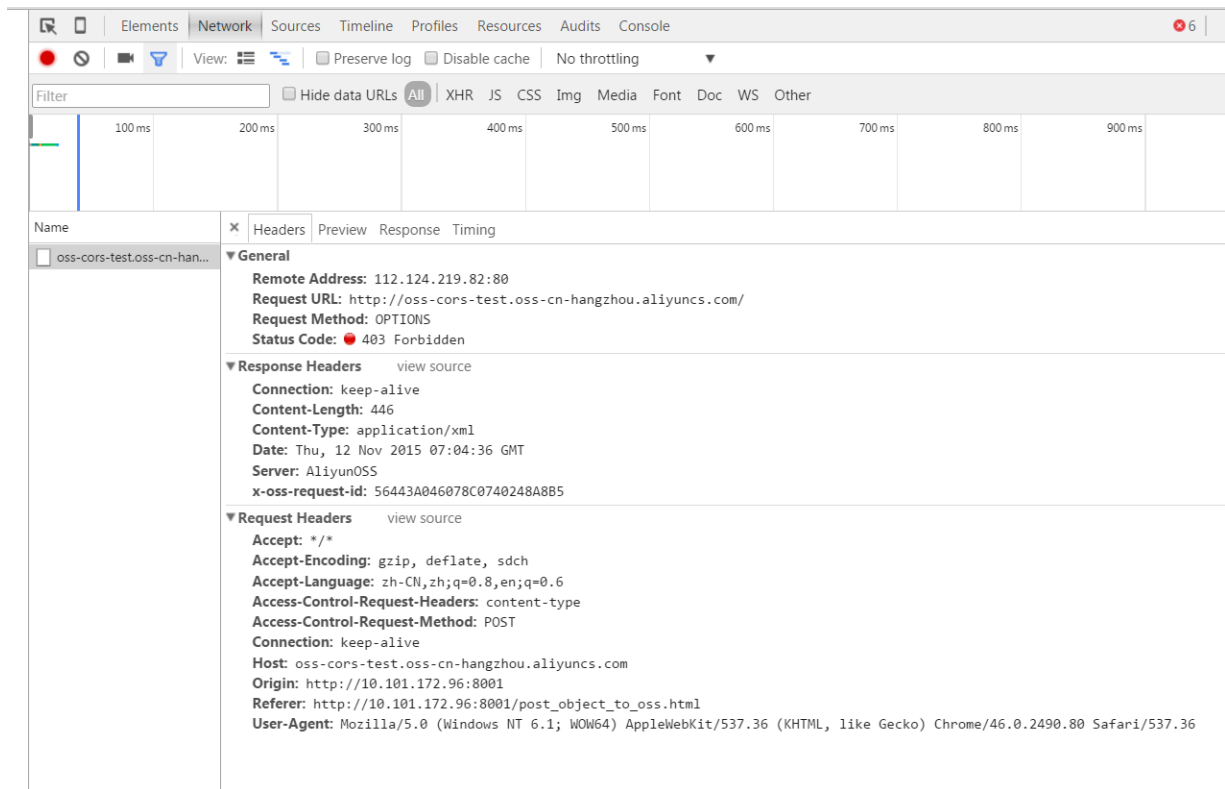 Elements Network Sources Timeline Profiles Resources Audits Console 6
View: Preserve log Disable cache No throttling
Filter Hide data URLs All XHR JS CSS Img Media Font Doc WS Other
100 ms 200 ms 300 ms 400 ms 500 ms 600 ms 700 ms 800 ms 900 ms
Name × Headers Preview Response Timing
oss-cors-test.oss-cn-han...
General
Remote Address: 112.124.219.82:80
Request URL: http://oss-cors-test.oss-cn-hangzhou.aliyuncs.com/
Request Method: OPTIONS
Status Code: 403 Forbidden
Response Headers view source
Connection: keep-alive
Content-Length: 446
Content-Type: application/xml
Date: Thu, 12 Nov 2015 07:04:36 GMT
Server: AliyunOSS
x-oss-request-id: 56443A046078C0740248A8B5
Request Headers view source
Accept: */*
Accept-Encoding: gzip, deflate, sdch
Accept-Language: zh-CN,zh;q=0.8,en;q=0.6
Access-Control-Request-Headers: content-type
Access-Control-Request-Method: POST
Connection: keep-alive
Host: oss-cors-test.oss-cn-hangzhou.aliyuncs.com
Origin: http://10.101.172.96:8001
Referer: http://10.101.172.96:8001/post_object_to_oss.html
User-Agent: Mozilla/5.0 (Windows NT 6.1; WOW64) AppleWebKit/537.36 (KHTML, like Gecko) Chrome/46.0.2490.80 Safari/537.36